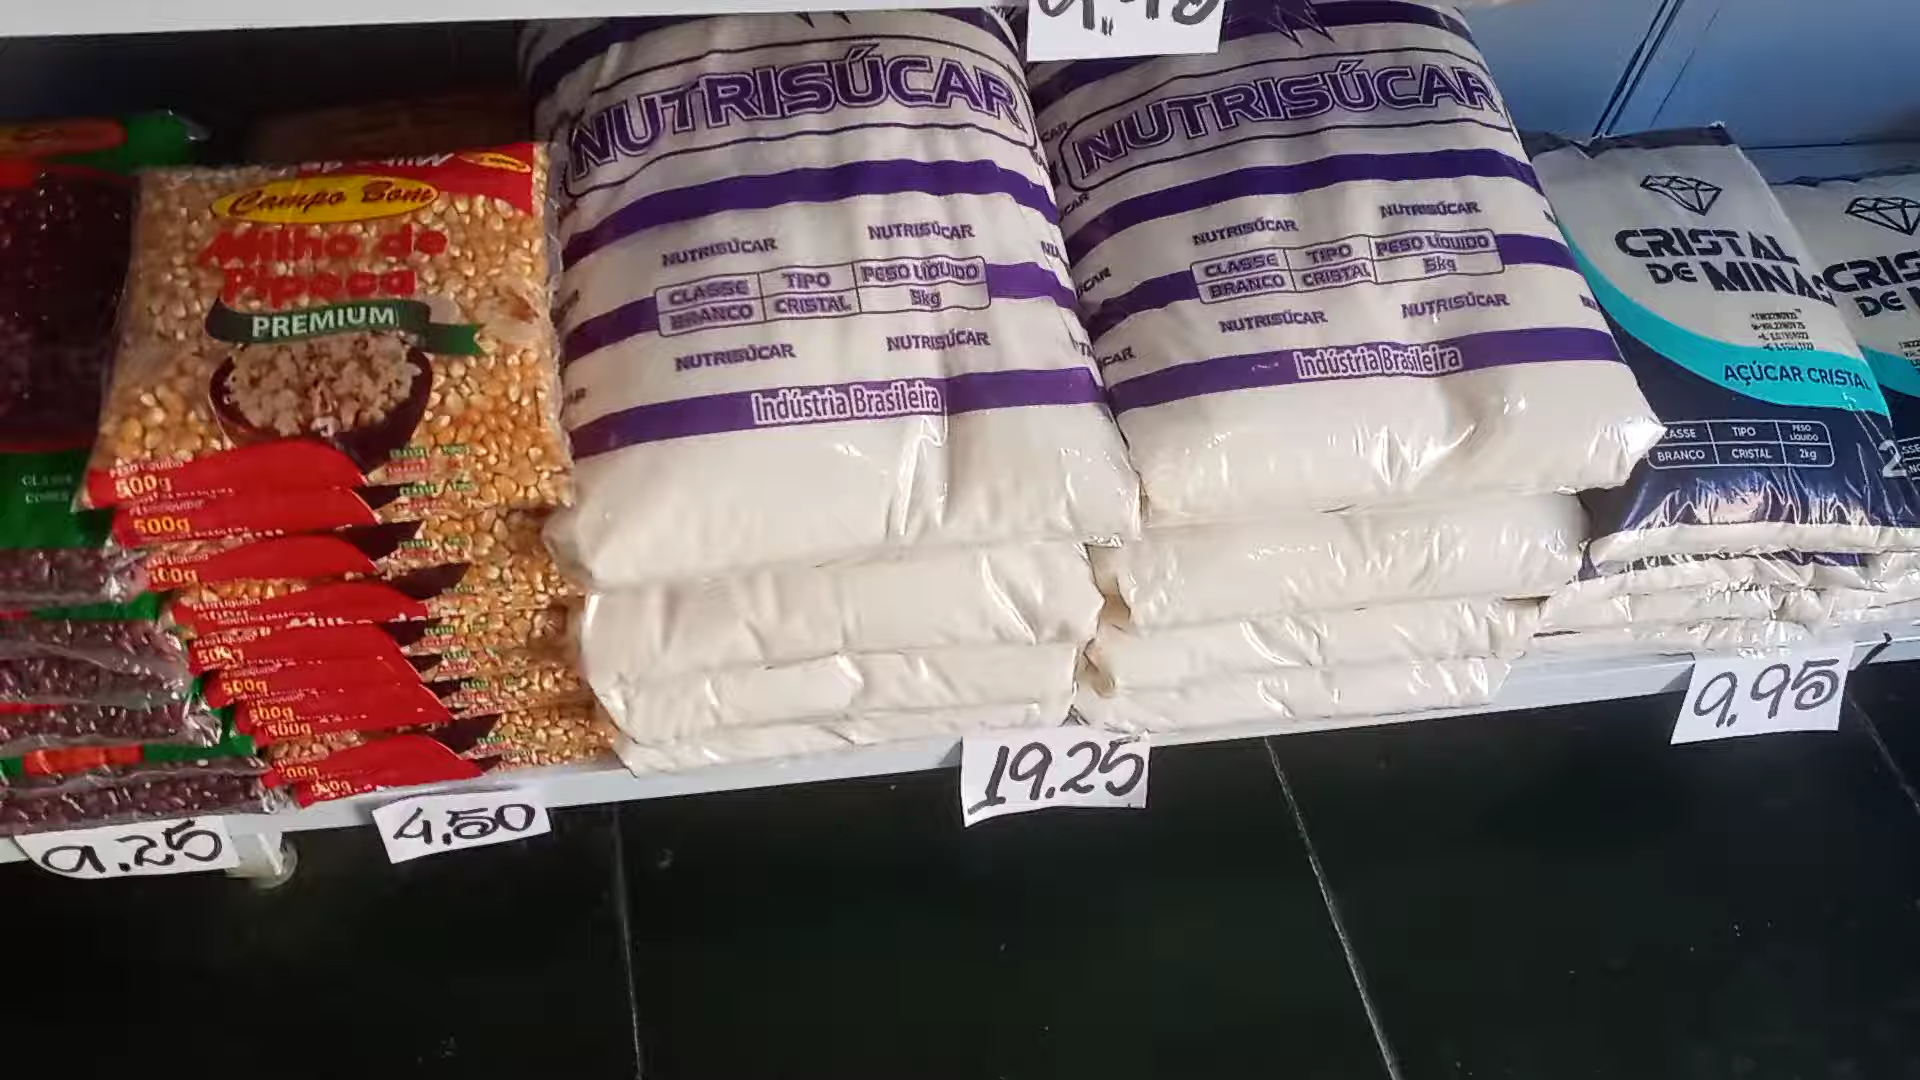 Campo Bom
Milho de
Pipoca
PREMIUM
PESO LÍQUIDO
500g
500g
500g
500g
500g
500g
NUTRISÚCAR
NUTRISÚCAR NUTRISÚCAR
CLASSE TIPO PESO LÍQUIDO
BRANCO CRISTAL 5kg
NUTRISÚCAR NUTRISÚCAR
Indústria Brasileira
NUTRISÚCAR
NUTRISÚCAR NUTRISÚCAR
CLASSE TIPO PESO LÍQUIDO
BRANCO CRISTAL 5kg
NUTRISÚCAR NUTRISÚCAR
Indústria Brasileira
CRISTAL
DE MINAS
AÇÚCAR CRISTAL
CLASSE TIPO PESO LÍQUIDO
BRANCO CRISTAL 2kg
9.25
4.50
19.25
9.95